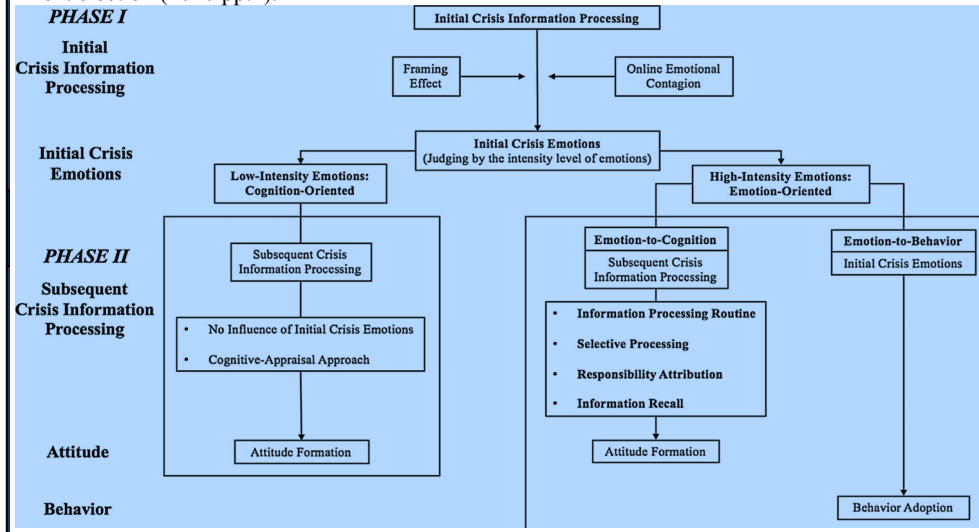 PHASE I
Initial
Crisis Information
Processing
Initial Crisis Information Processing
Framing
Effect
Online Emotional
Contagion
Initial Crisis
Emotions
Initial Crisis Emotions
(Judging by the intensity level of emotions)
Low-Intensity Emotions:
Cognition-Oriented
High-Intensity Emotions:
Emotion-Oriented
PHASE II
Subsequent
Crisis Information
Processing
Subsequent Crisis
Information Processing
Emotion-to-Cognition
Subsequent Crisis
Information Processing
Emotion-to-Behavior
Initial Crisis Emotions
• No Influence of Initial Crisis Emotions
• Cognitive-Appraisal Approach
• Information Processing Routine
• Selective Processing
• Responsibility Attribution
• Information Recall
Attitude
Attitude Formation
Attitude Formation
Behavior
Behavior Adoption